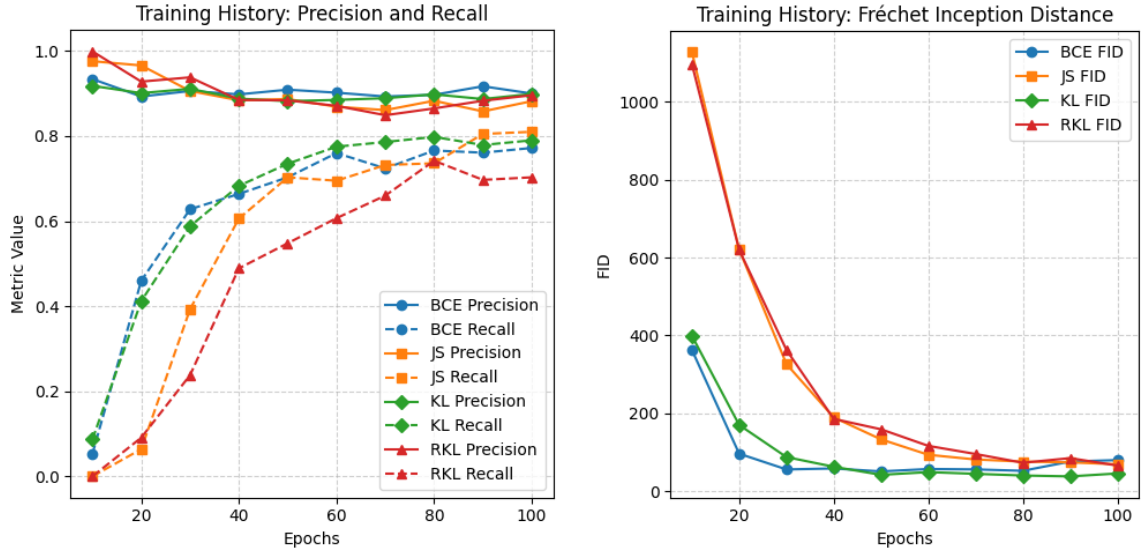 Training History: Precision and Recall
1.0
0.8
0.6
0.4
0.2
0.0
Metric Value
BCE Precision
BCE Recall
JS Precision
JS Recall
KL Precision
KL Recall
RKL Precision
RKL Recall
20 40 60 80 100
Epochs
Training History: Fréchet Inception Distance
BCE FID
JS FID
KL FID
RKL FID
1000
800
600
400
200
0
FID
20 40 60 80 100
Epochs